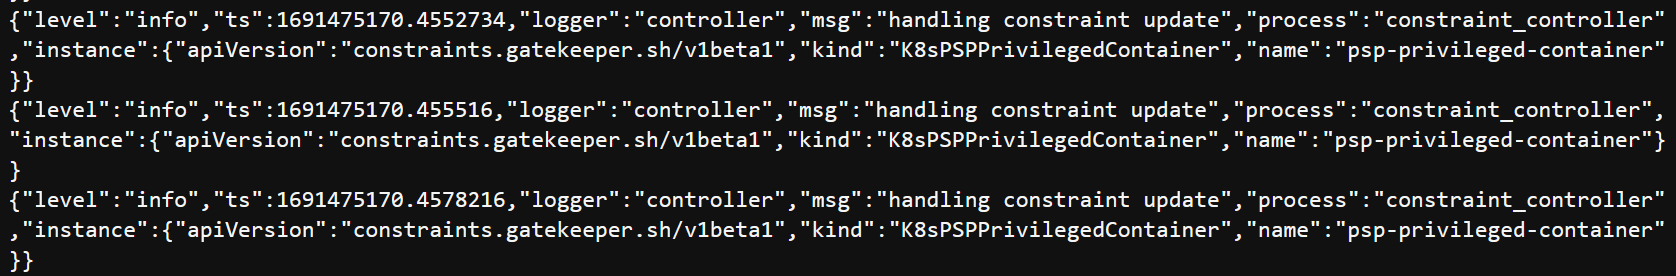 }}
{"level":"info","ts":1691475170.4552734,"logger":"controller","msg":"handling constraint update","process":"constraint_controller"
,"instance":{"apiVersion":"constraints.gatekeeper.sh/v1beta1","kind":"K8sPSPPrivilegedContainer","name":"psp-privileged-container"
}}
{"level":"info","ts":1691475170.455516,"logger":"controller","msg":"handling constraint update","process":"constraint_controller",
"instance":{"apiVersion":"constraints.gatekeeper.sh/v1beta1","kind":"K8sPSPPrivilegedContainer","name":"psp-privileged-container"}
}
{"level":"info","ts":1691475170.4578216,"logger":"controller","msg":"handling constraint update","process":"constraint_controller"
,"instance":{"apiVersion":"constraints.gatekeeper.sh/v1beta1","kind":"K8sPSPPrivilegedContainer","name":"psp-privileged-container"
}}